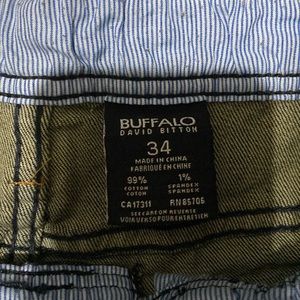 BUFFALO
DAVID BITTON
34
MADE IN CHINA
FABRIQUÉ EN CHINE
99% 1%
COTTON SPANDEX
COTON SPANDEX
CA17311 RN85706
SEE CARE ON REVERSE
VOIR VERSO POUR ENTRETIEN